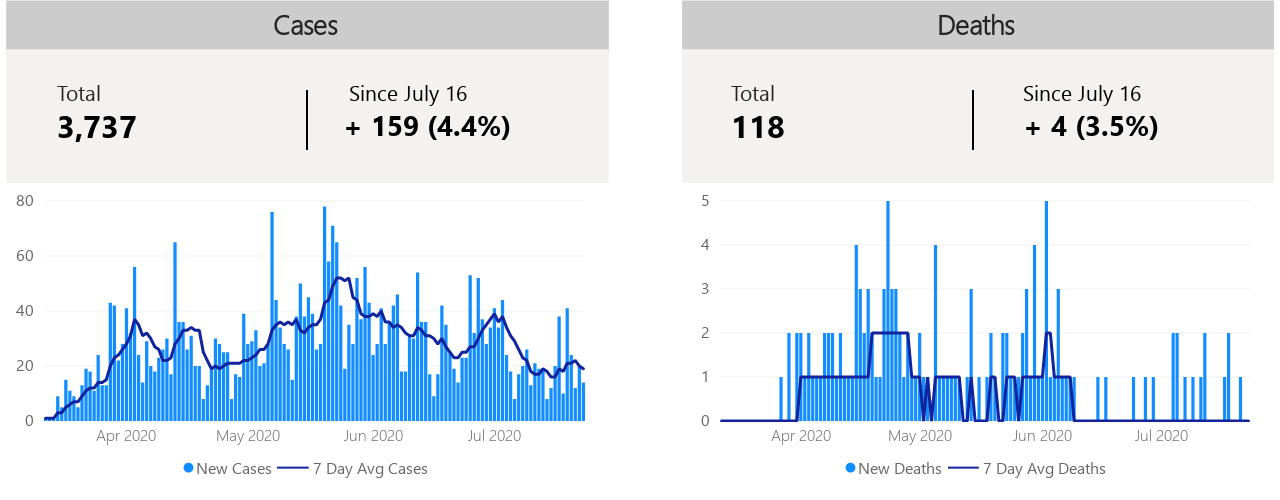 Cases
Total
3,737
Since July 16
+ 159 (4.4%)
80
60
40
20
0
Apr 2020 May 2020 Jun 2020 Jul 2020
New Cases 7 Day Avg Cases
Deaths
Total
118
Since July 16
+ 4 (3.5%)
5
4
3
2
1
0
Apr 2020 May 2020 Jun 2020 Jul 2020
New Deaths 7 Day Avg Deaths